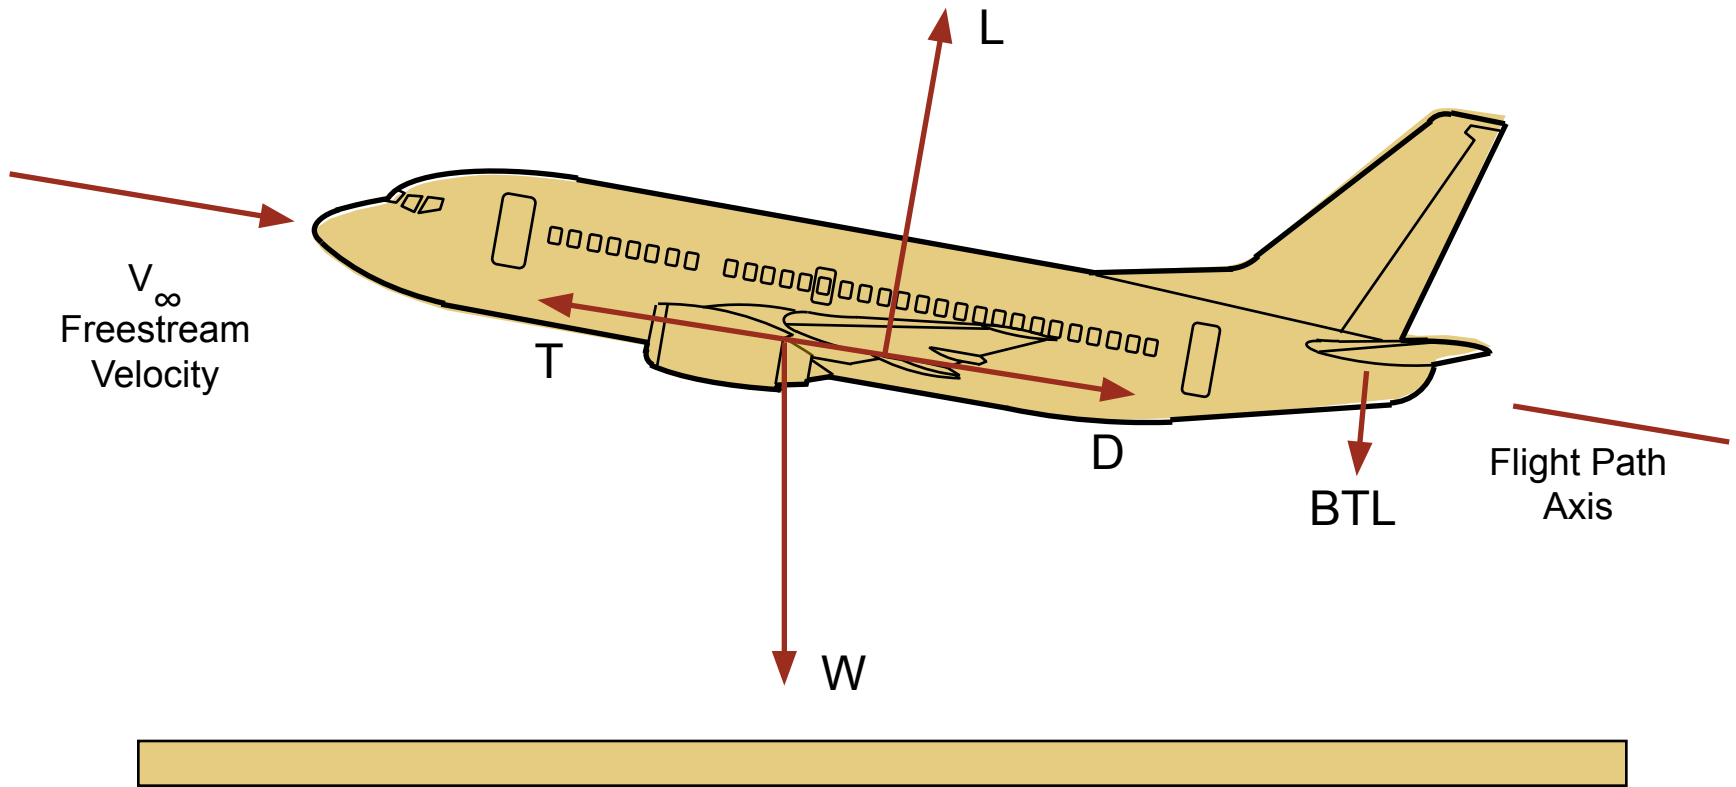 L
V∞
Freestream
Velocity
T
D
Flight Path
Axis
BTL
W